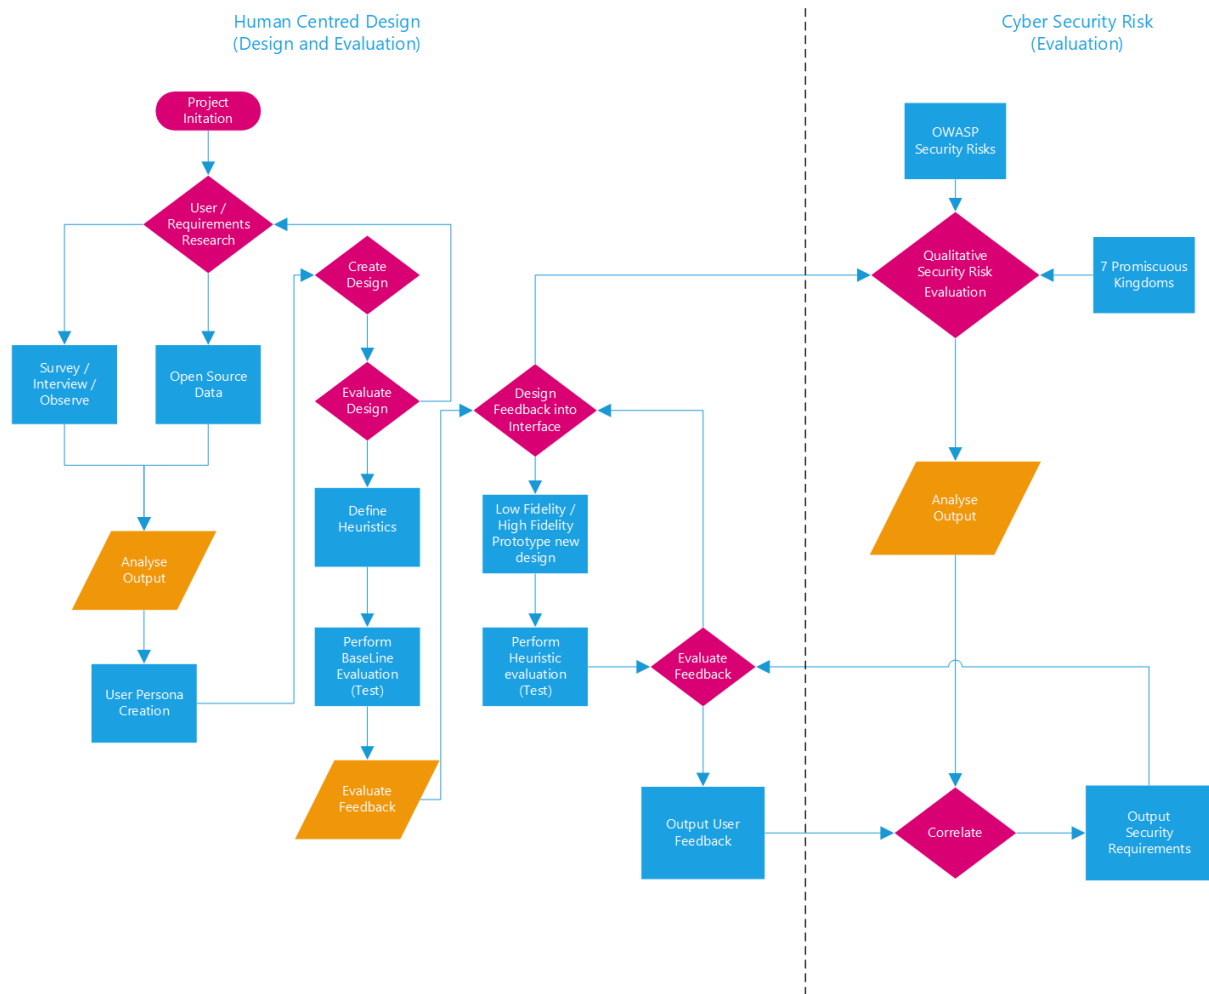 Human Centred Design
(Design and Evaluation)
Cyber Security Risk
(Evaluation)
Project
Initation
User /
Requirements
Research
Survey /
Interview /
Observe
Open Source
Data
Analyse
Output
User Persona
Creation
Create
Design
Evaluate
Design
Define
Heuristics
Perform
BaseLine
Evaluation
(Test)
Evaluate
Feedback
Design
Feedback into
Interface
Low Fidelity /
High Fidelity
Prototype new
design
Perform
Heuristic
evaluation
(Test)
Evaluate
Feedback
Output User
Feedback
OWASP
Security Risks
Qualitative
Security Risk
Evaluation
7 Promiscuous
Kingdoms
Analyse
Output
Correlate
Output
Security
Requirements